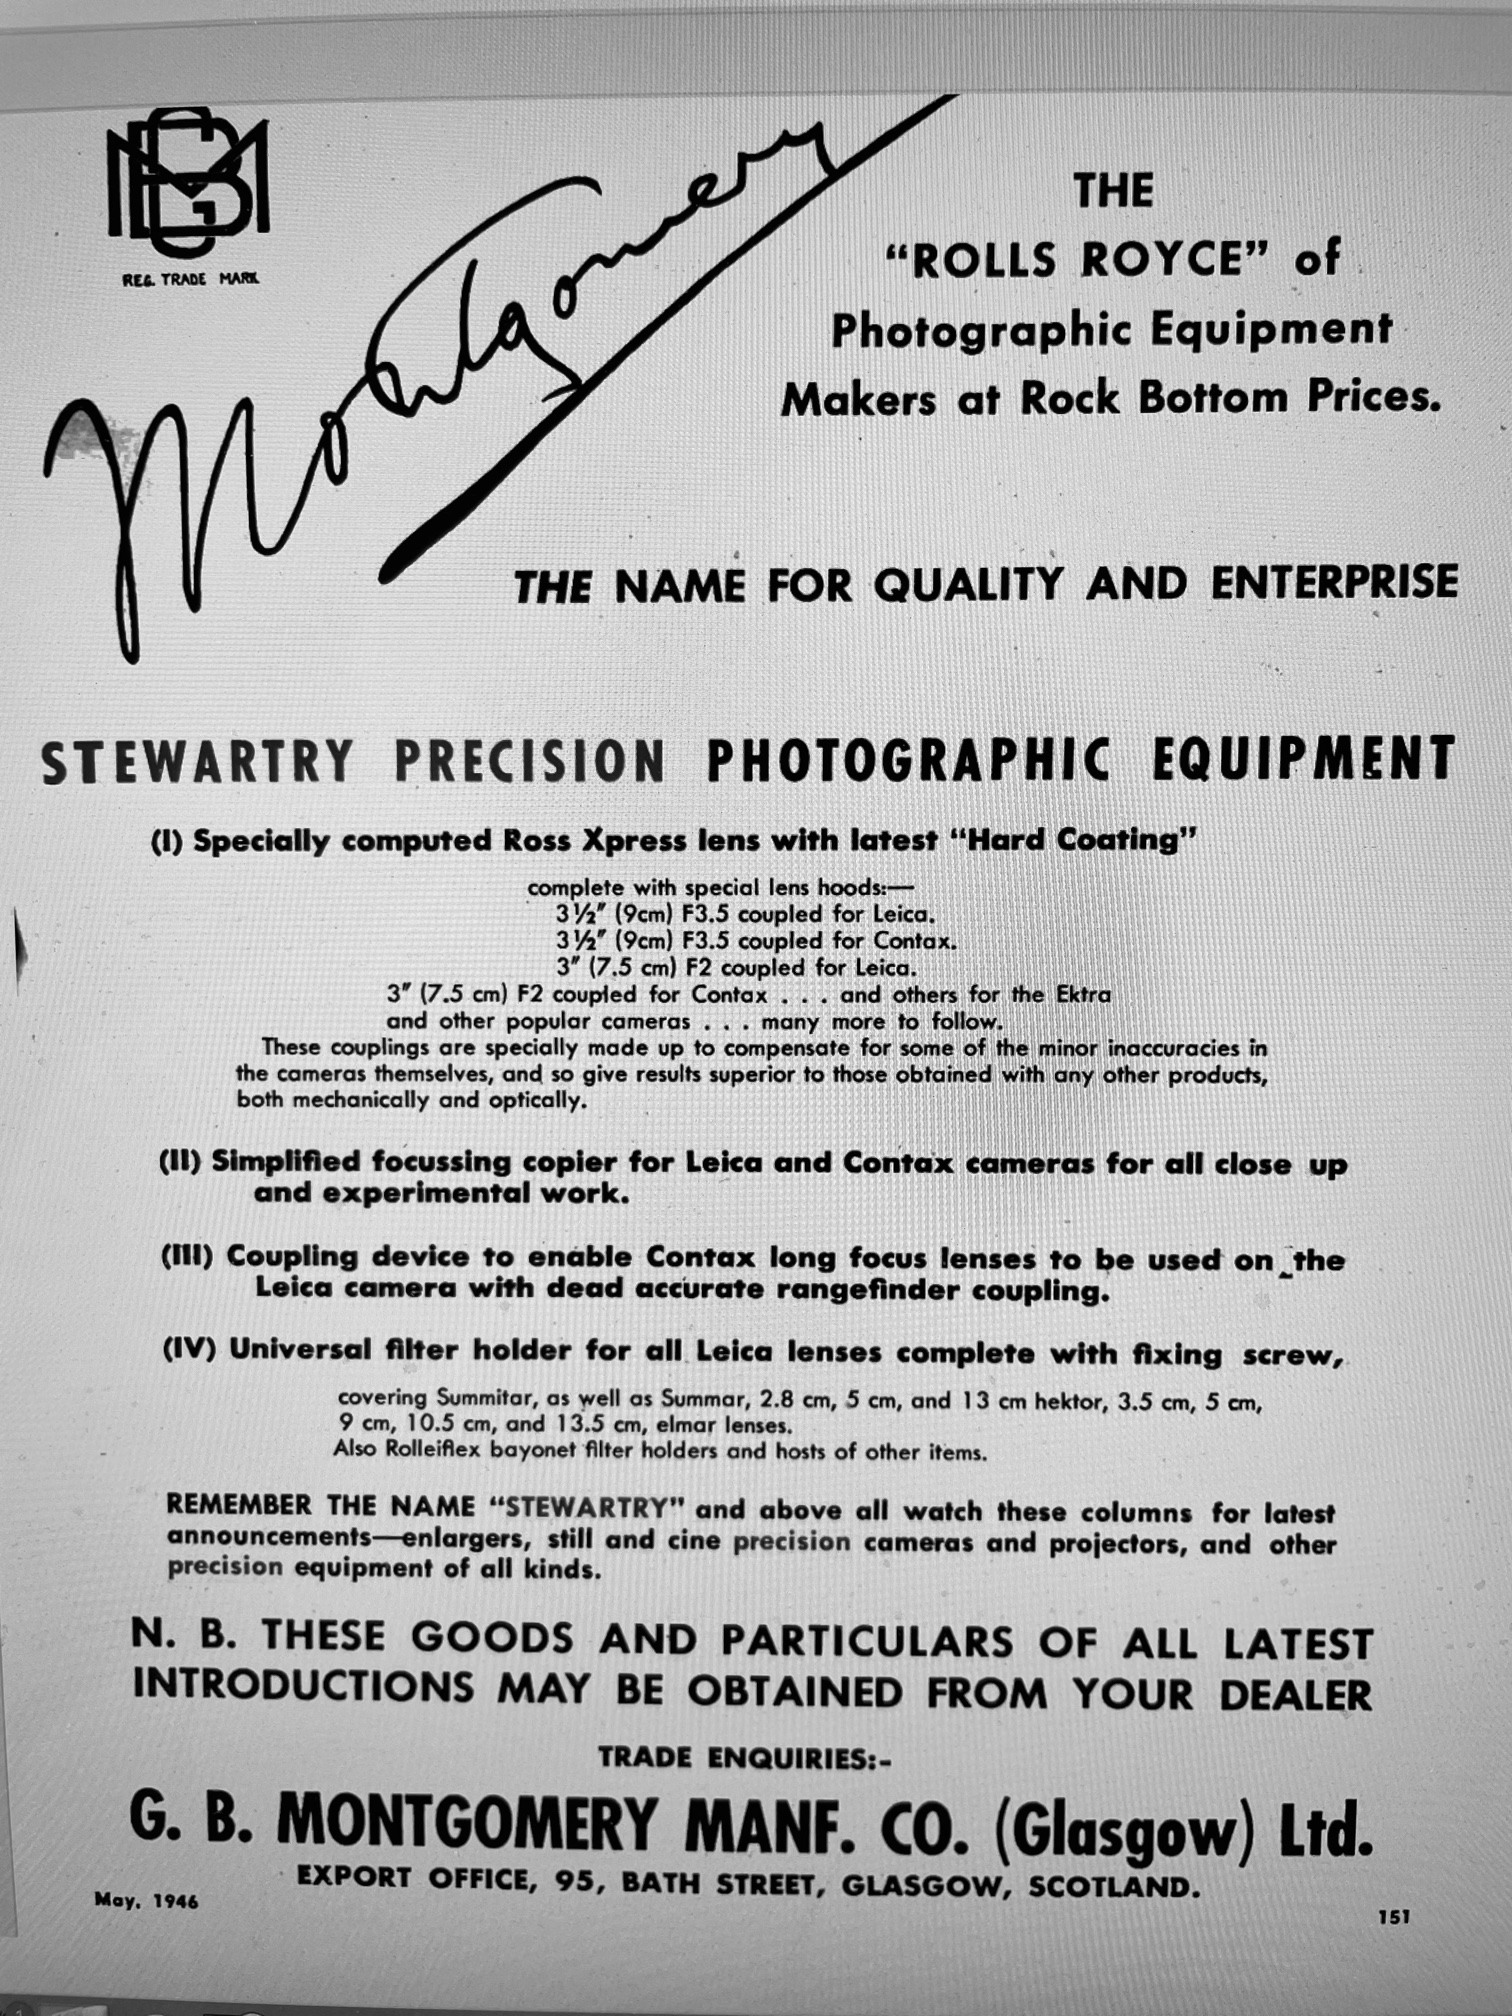 GBM
REG. TRADE MARK
Montgomery
THE
“ROLLS ROYCE” of
Photographic Equipment
Makers at Rock Bottom Prices.
THE NAME FOR QUALITY AND ENTERPRISE
STEWARTRY PRECISION PHOTOGRAPHIC EQUIPMENT
(I) Specially computed Ross Xpress lens with latest “Hard Coating”
complete with special lens hoods:—
3½” (9cm) F3.5 coupled for Leica.
3½” (9cm) F3.5 coupled for Contax.
3” (7.5 cm) F2 coupled for Leica.
3” (7.5 cm) F2 coupled for Contax . . . and others for the Ektra
and other popular cameras . . . many more to follow.
These couplings are specially made up to compensate for some of the minor inaccuracies in
the cameras themselves, and so give results superior to those obtained with any other products,
both mechanically and optically.
(II) Simplified focussing copier for Leica and Contax cameras for all close up
and experimental work.
(III) Coupling device to enable Contax long focus lenses to be used on the
Leica camera with dead accurate rangefinder coupling.
(IV) Universal filter holder for all Leica lenses complete with fixing screw,
covering Summitar, as well as Summar, 2.8 cm, 5 cm, and 13 cm hektor, 3.5 cm, 5 cm,
9 cm, 10.5 cm, and 13.5 cm, elmar lenses.
Also Rolleiflex bayonet filter holders and hosts of other items.
REMEMBER THE NAME “STEWARTRY” and above all watch these columns for latest
announcements—enlargers, still and cine precision cameras and projectors, and other
precision equipment of all kinds.
N. B. THESE GOODS AND PARTICULARS OF ALL LATEST
INTRODUCTIONS MAY BE OBTAINED FROM YOUR DEALER
TRADE ENQUIRIES:-
G. B. MONTGOMERY MANF. CO. (Glasgow) Ltd.
EXPORT OFFICE, 95, BATH STREET, GLASGOW, SCOTLAND.
May, 1946
151